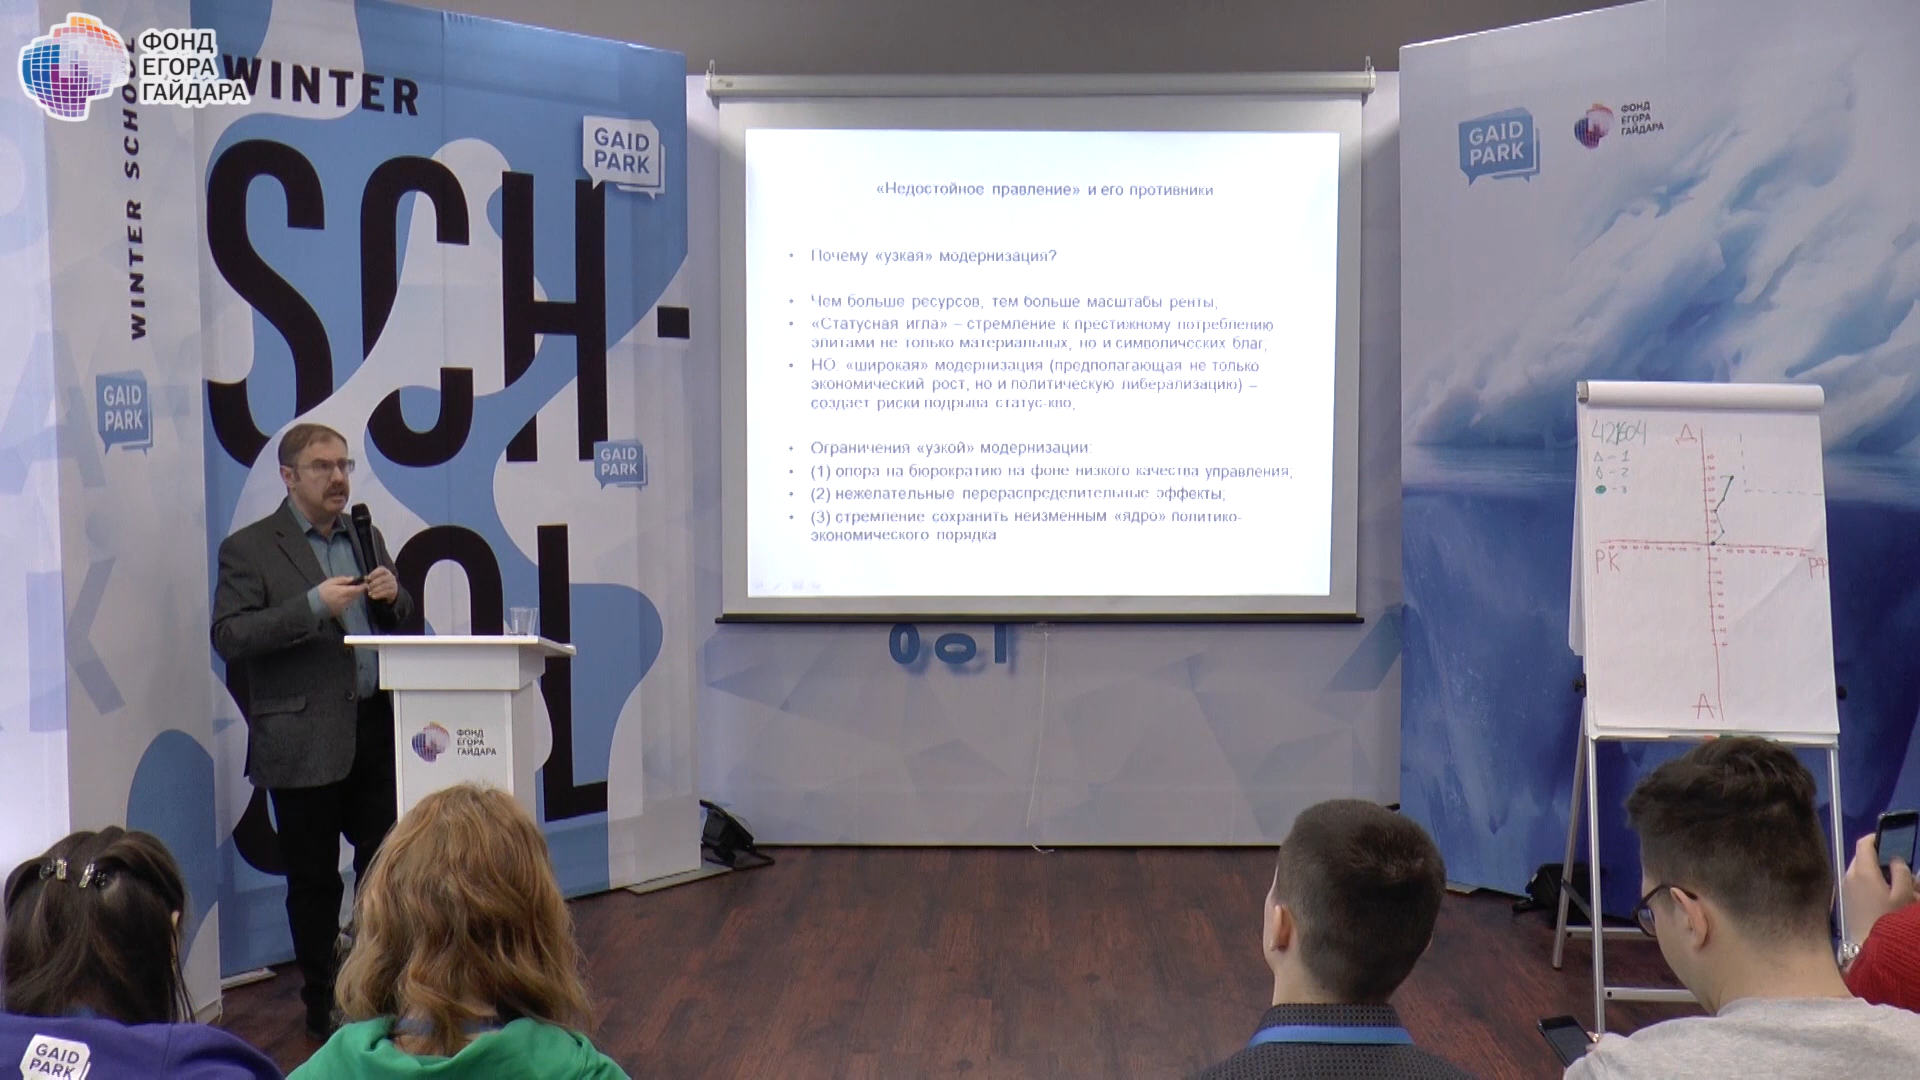 ФОНД
ЕГОРА
ГАЙДАРА
WINTER SCHOOL
WINTER
SCH-
OOL
GAID
PARK
GAID
PARK
GAID
PARK
ФОНД
ЕГОРА
ГАЙДАРА
«Недостойное правление» и его противники
• Почему «узкая» модернизация?
• Чем больше ресурсов, тем больше масштабы ренты;
• «Статусная игла» – стремление к престижному потреблению
элитами не только материальных, но и символических благ;
• НО: «широкая» модернизация (предполагающая не только
экономический рост, но и политическую либерализацию) –
создает риски подрыва статус-кво;
• Ограничения «узкой» модернизации:
• (1) опора на бюрократию на фоне низкого качества управления;
• (2) нежелательные перераспределительные эффекты;
• (3) стремление сохранить неизменным «ядро» политико-
экономического порядка
ool
GAID
PARK
ФОНД
ЕГОРА
ГАЙДАРА
Д
РК
РФ
А
GAID
PARK